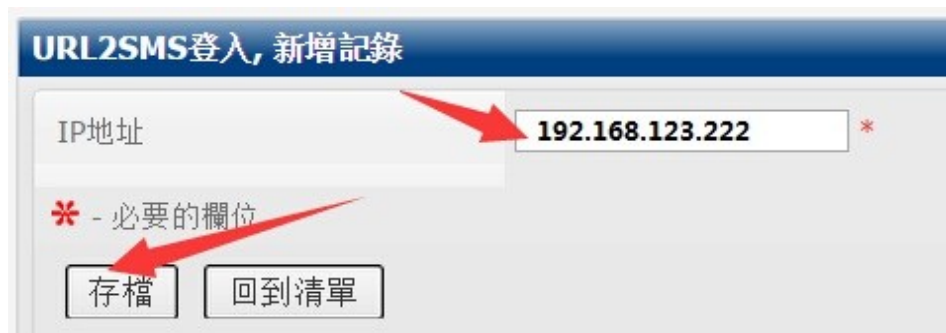 URL2SMS登入, 新增記錄
IP地址 192.168.123.222 *
* - 必要的欄位
存檔 回到清單